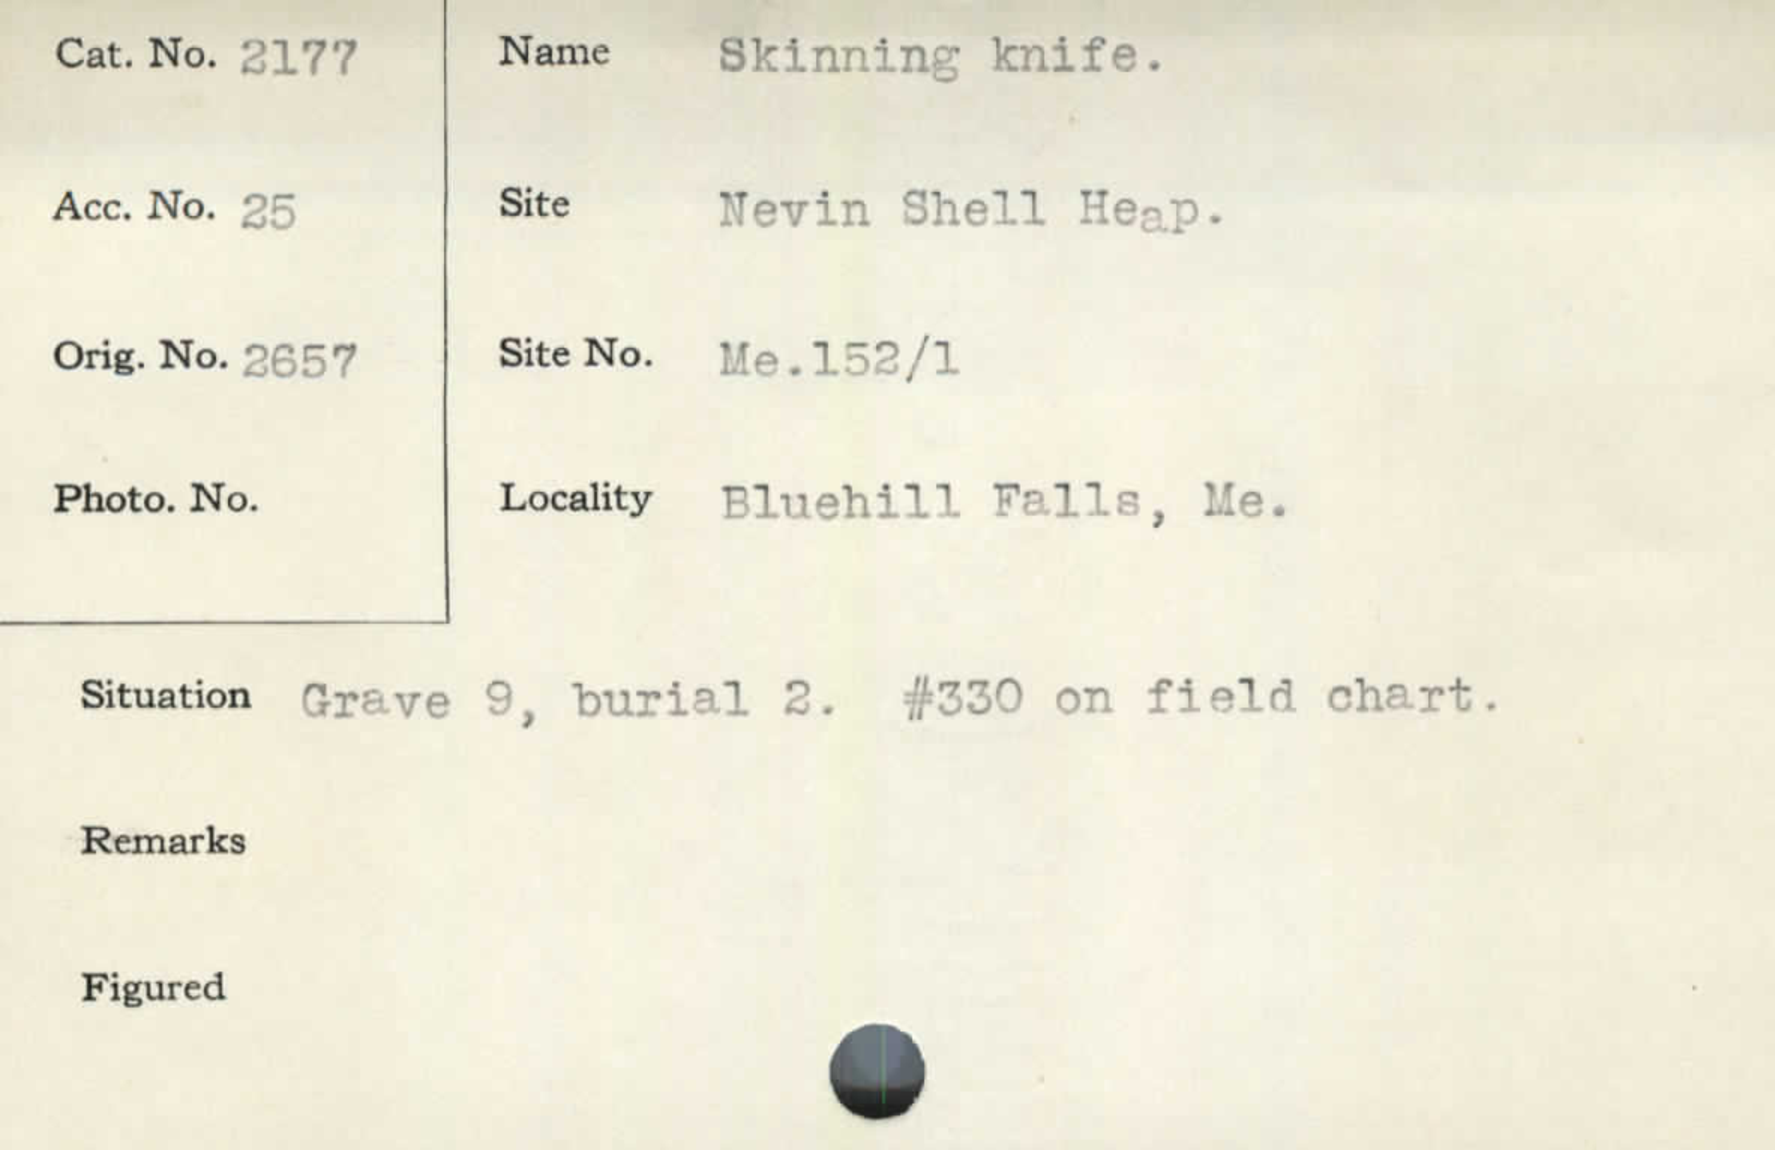 Cat. No. 2177
Name Skinning knife.
Acc. No. 25
Site Nevin Shell Heap.
Orig. No. 2657
Site No. Me.152/1
Photo. No.
Locality Bluehill Falls, Me.
Situation Grave 9, burial 2. #330 on field chart.
Remarks
Figured